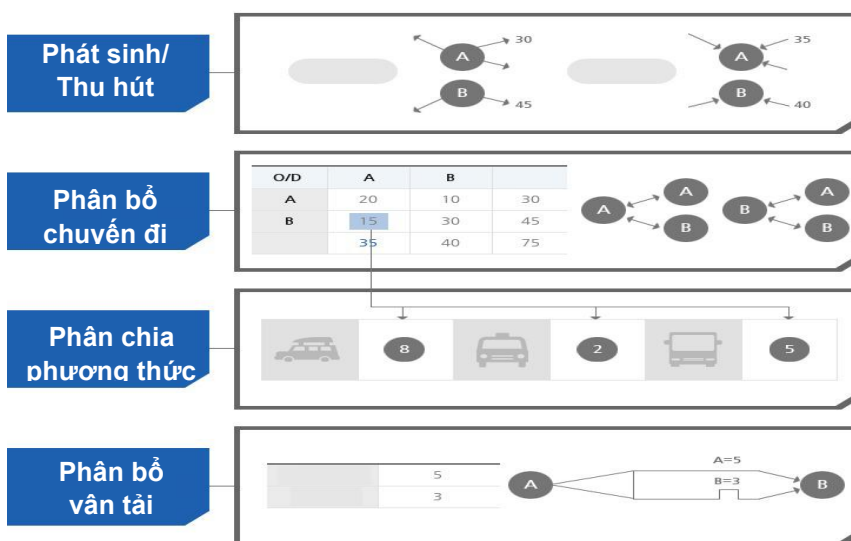 Phát sinh/
Thu hút
A
30
B
45
A
35
B
40
Phân bổ
chuyến đi
O/D A B
A 20 10 30
B 15 30 45
35 40 75
A
A
B
B
A
B
Phân chia
phương thức
8
2
5
Phân bổ
vân tải
5
3
A
A=5
B=3
B